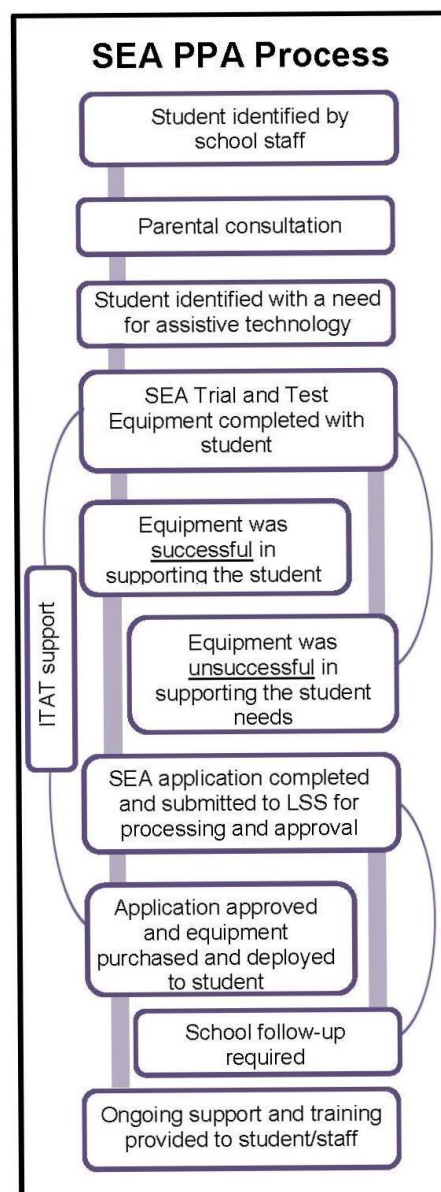 SEA PPA Process
Student identified by
school staff
Parental consultation
Student identified with a need
for assistive technology
SEA Trial and Test
Equipment completed with
student
Equipment was
successful in
supporting the student
Equipment was
unsuccessful in
supporting the student
needs
ITAT support
SEA application completed
and submitted to LSS for
processing and approval
Application approved
and equipment
purchased and deployed
to student
School follow-up
required
Ongoing support and training
provided to student/staff